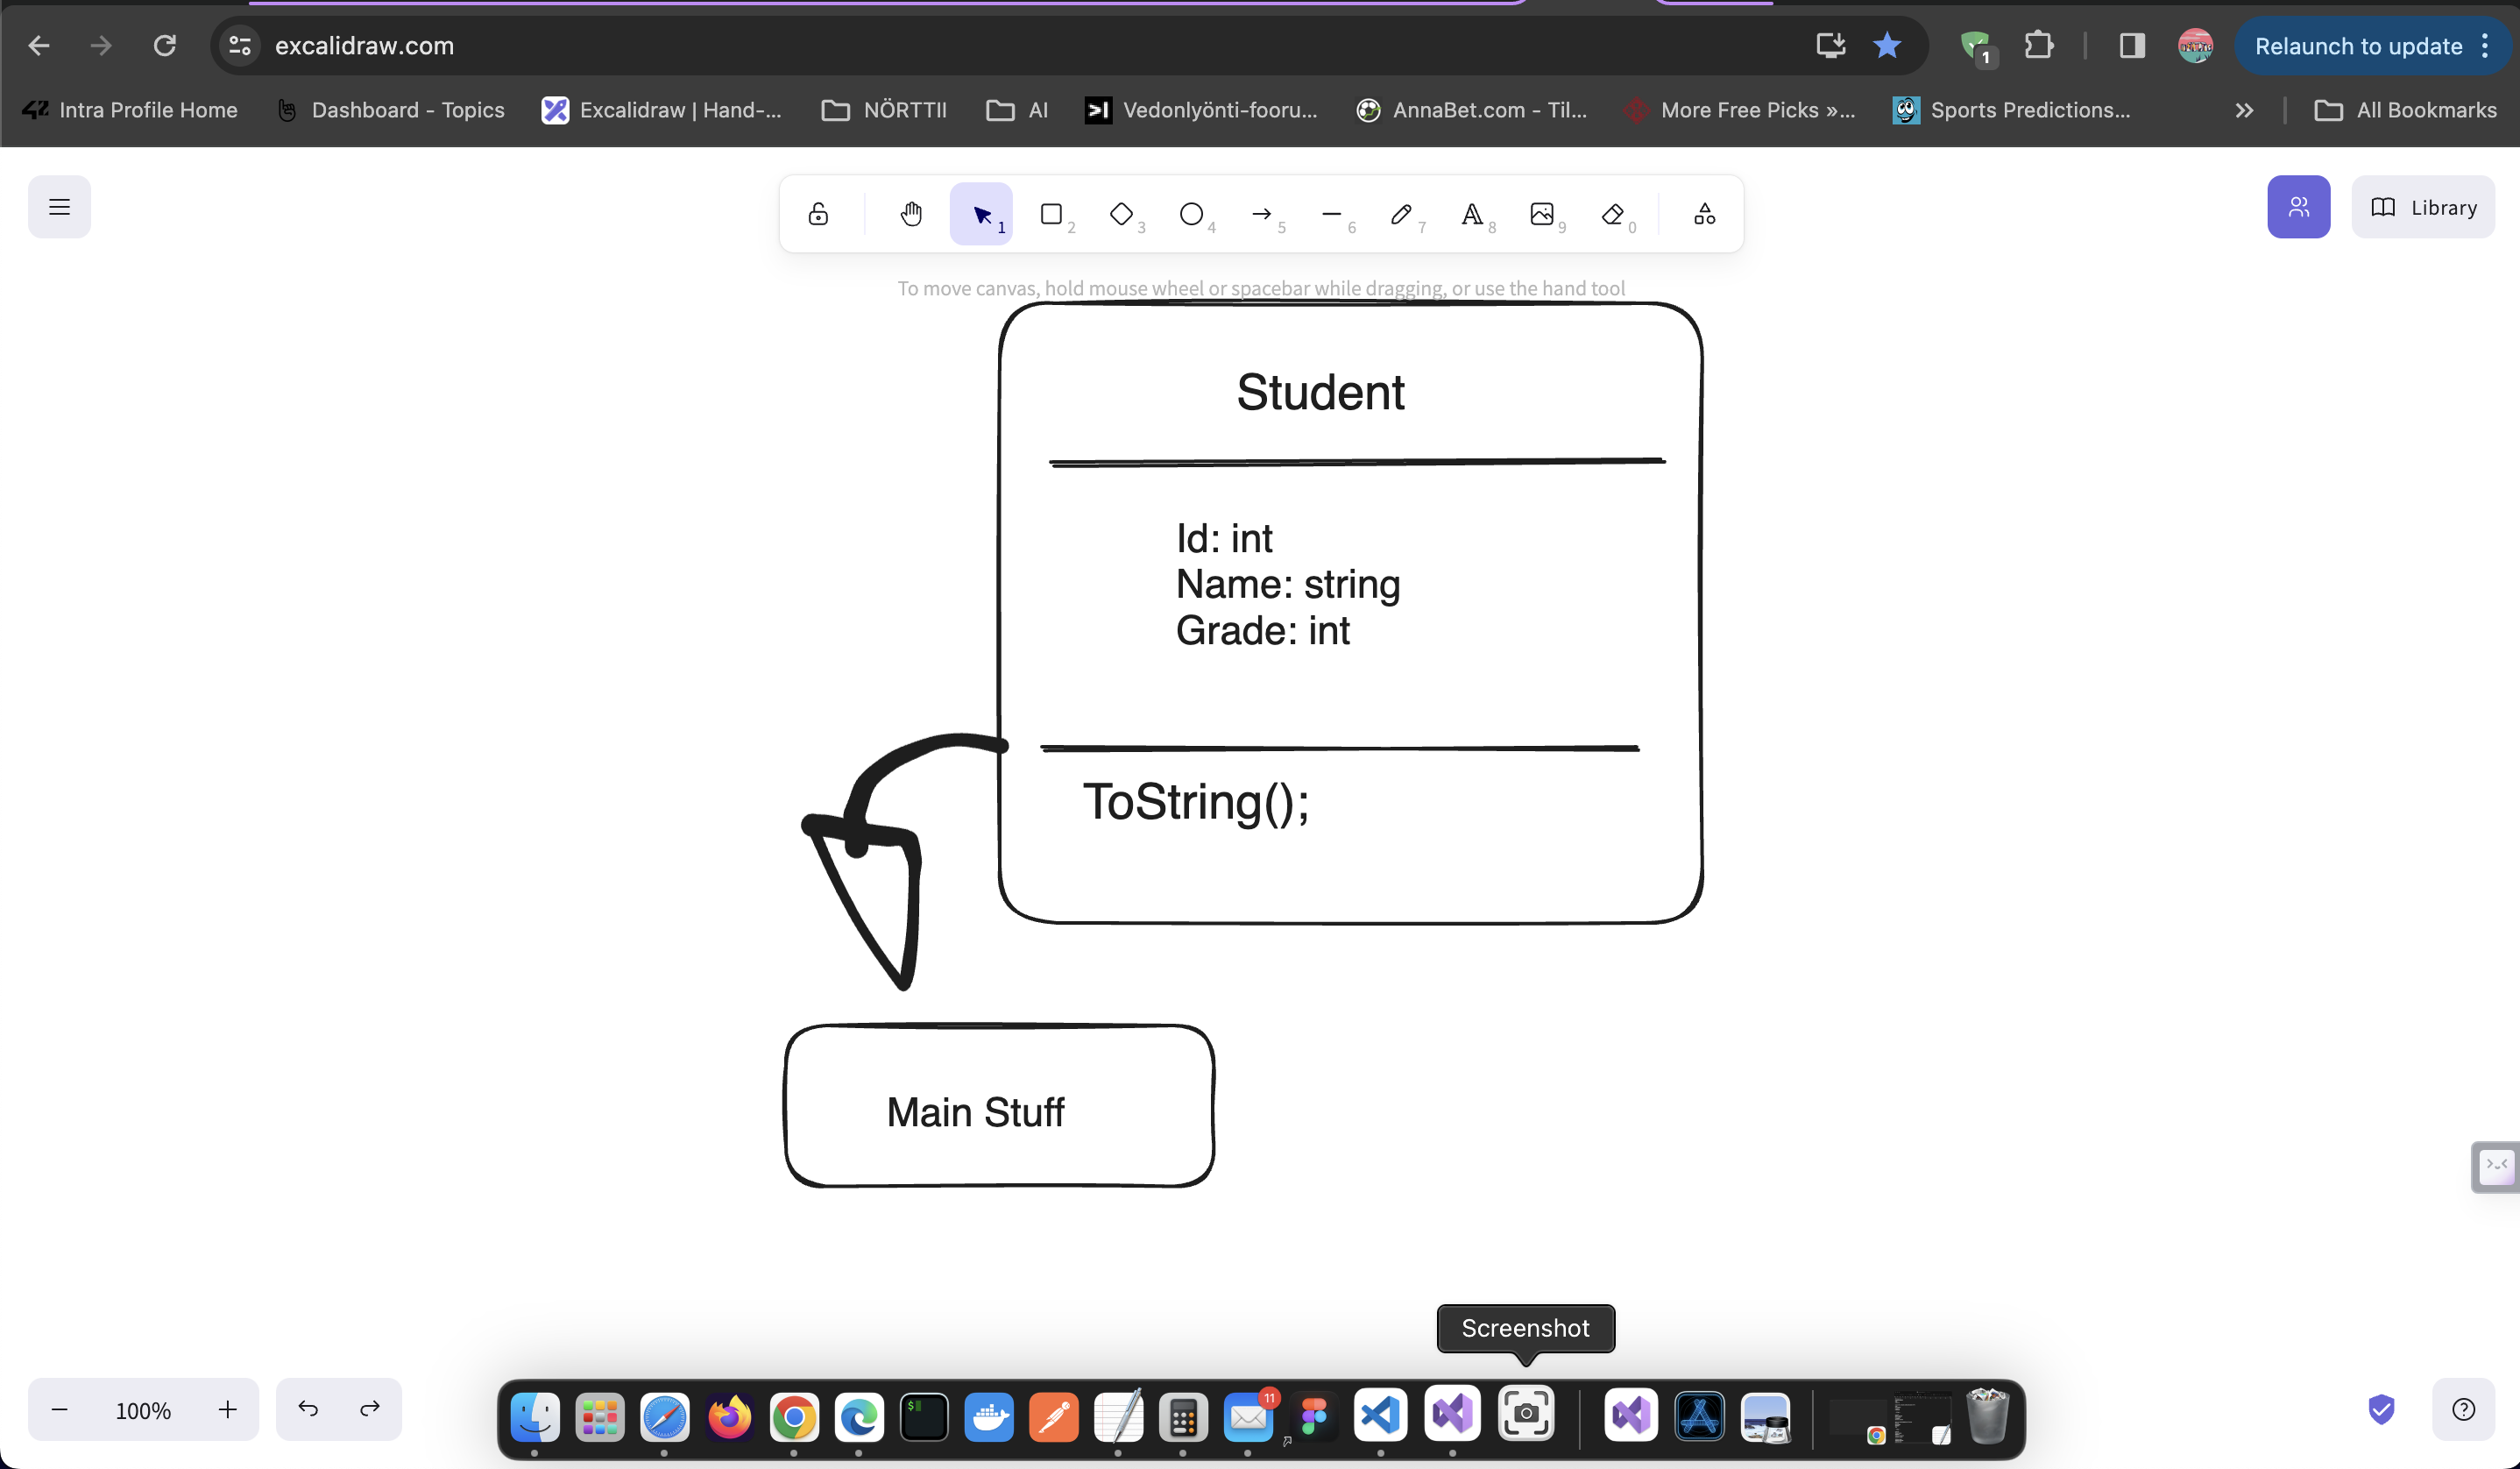 excalidraw.com
Relaunch to update
1
Intra Profile Home
Dashboard - Topics
Excalidraw | Hand-...
NÖRTTII
AI
Vedonlyönti-fooru...
AnnaBet.com - Til...
More Free Picks »...
Sports Predictions...
All Bookmarks
1
2
3
4
5
6
7
8
9
0
Library
To move canvas, hold mouse wheel or spacebar while dragging, or use the hand tool
Student
Id: int
Name: string
Grade: int
ToString();
Main Stuff
Screenshot
100%
11